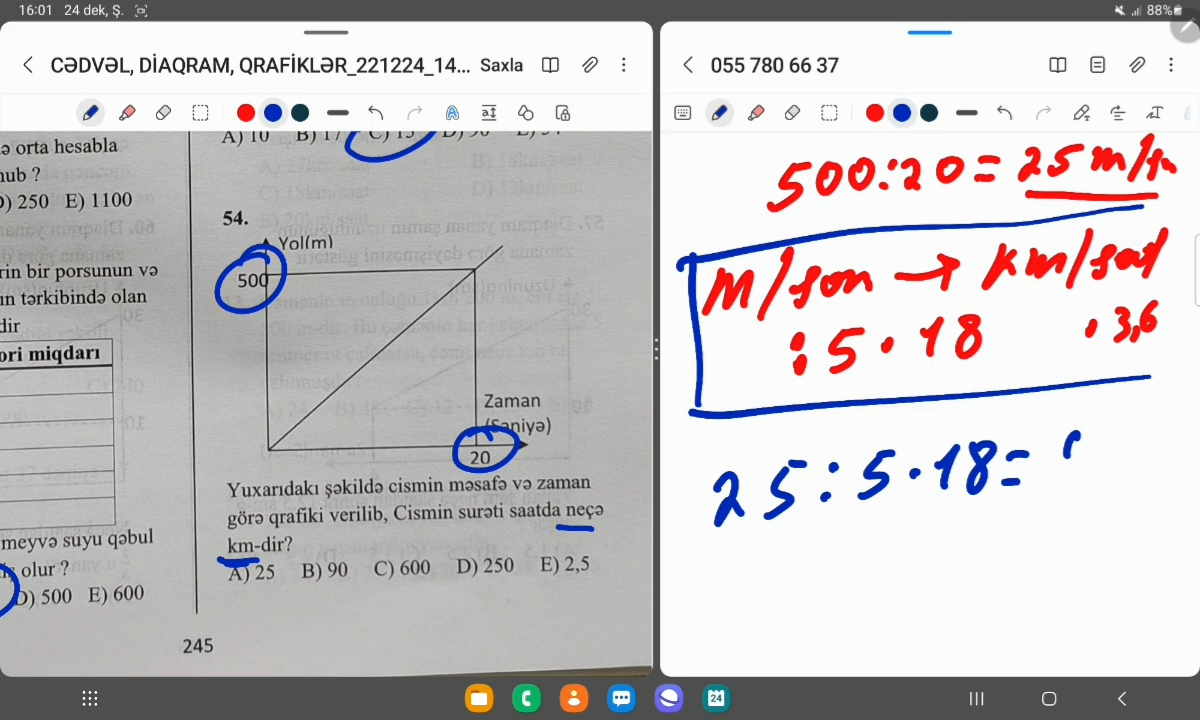 16:01 24 dek, Ş. 88%
CƏDVƏL, DİAQRAM, QRAFİKLƏR_221224_14... Saxla
ə orta hesabla
ub ?
D) 250 E) 1100
rin bir porsunun və
ın tərkibində olan
dir
ori miqdarı
meyvə suyu qəbul
olur ?
D) 500 E) 600
A) 10 B) 17 C) 15
54.
Yol(m)
500
Zaman
(Saniyə)
20
Yuxarıdakı şəkildə cismin məsafə və zaman
görə qrafiki verilib, Cismin surəti saatda neçə
km-dir?
A) 25 B) 90 C) 600 D) 250 E) 2,5
245
055 780 66 37
500:20=25 m/san
M/san → km/saat
:5·18 ·3,6
25:5·18=
24